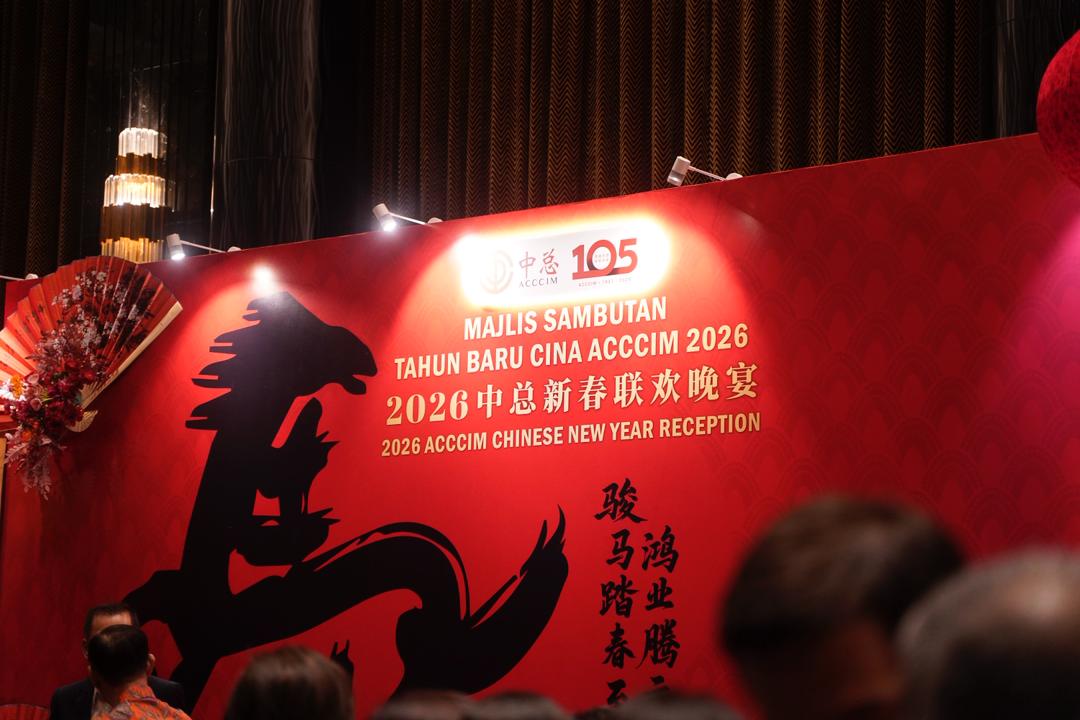 中总
ACCCIM
105
MAJLIS SAMBUTAN
TAHUN BARU CINA ACCCIM 2026
2026中总新春联欢晚宴
2026 ACCCIM CHINESE NEW YEAR RECEPTION
骏马踏春至
鸿业腾